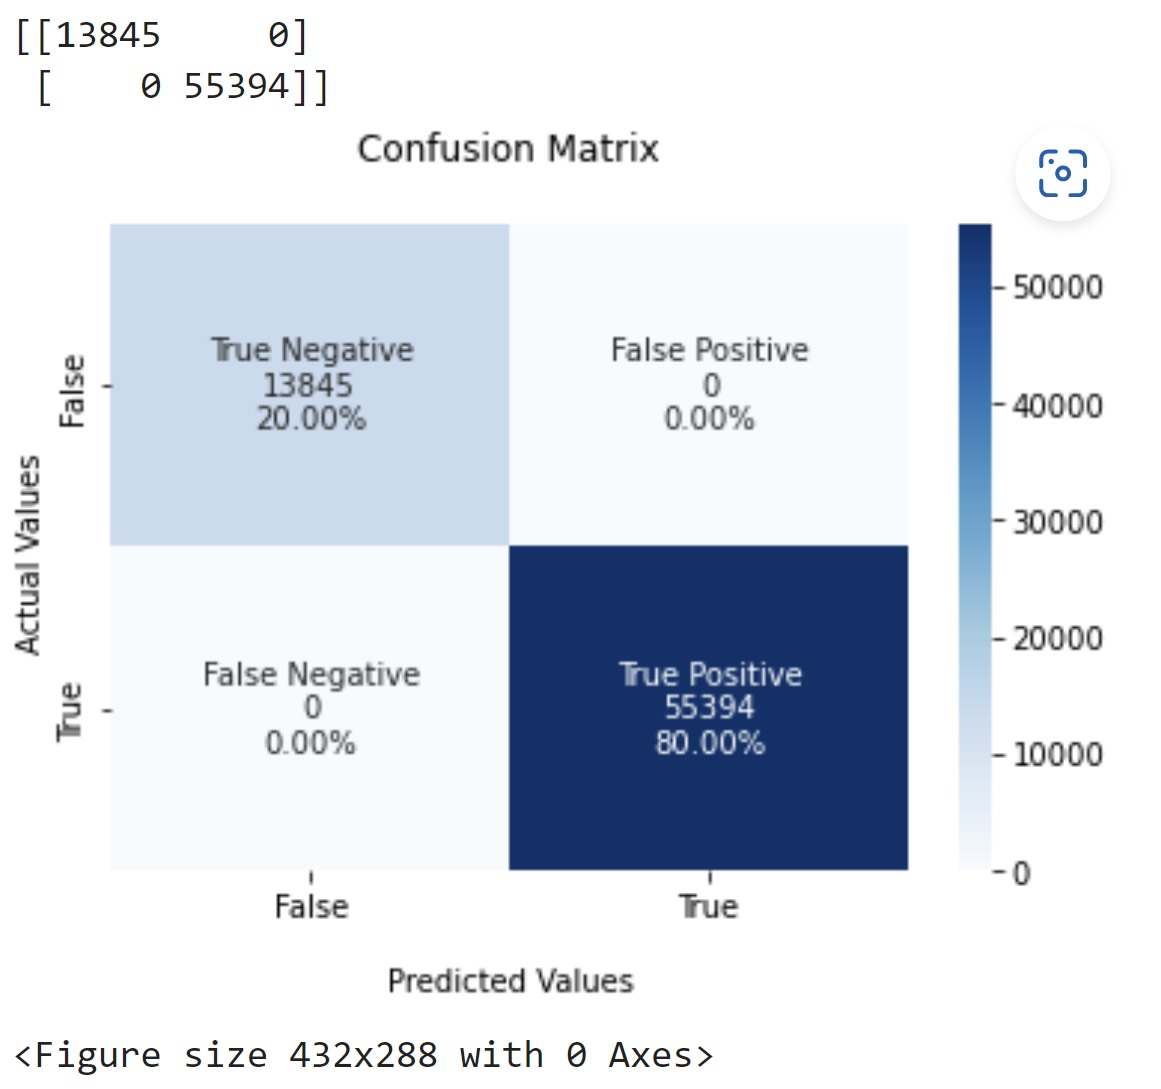 [[13845     0]
 [    0 55394]]
Confusion Matrix
True Negative
13845
20.00%
False Positive
0
0.00%
False Negative
0
0.00%
True Positive
55394
80.00%
False
True
Actual Values
False
True
Predicted Values
50000
40000
30000
20000
10000
0
<Figure size 432x288 with 0 Axes>